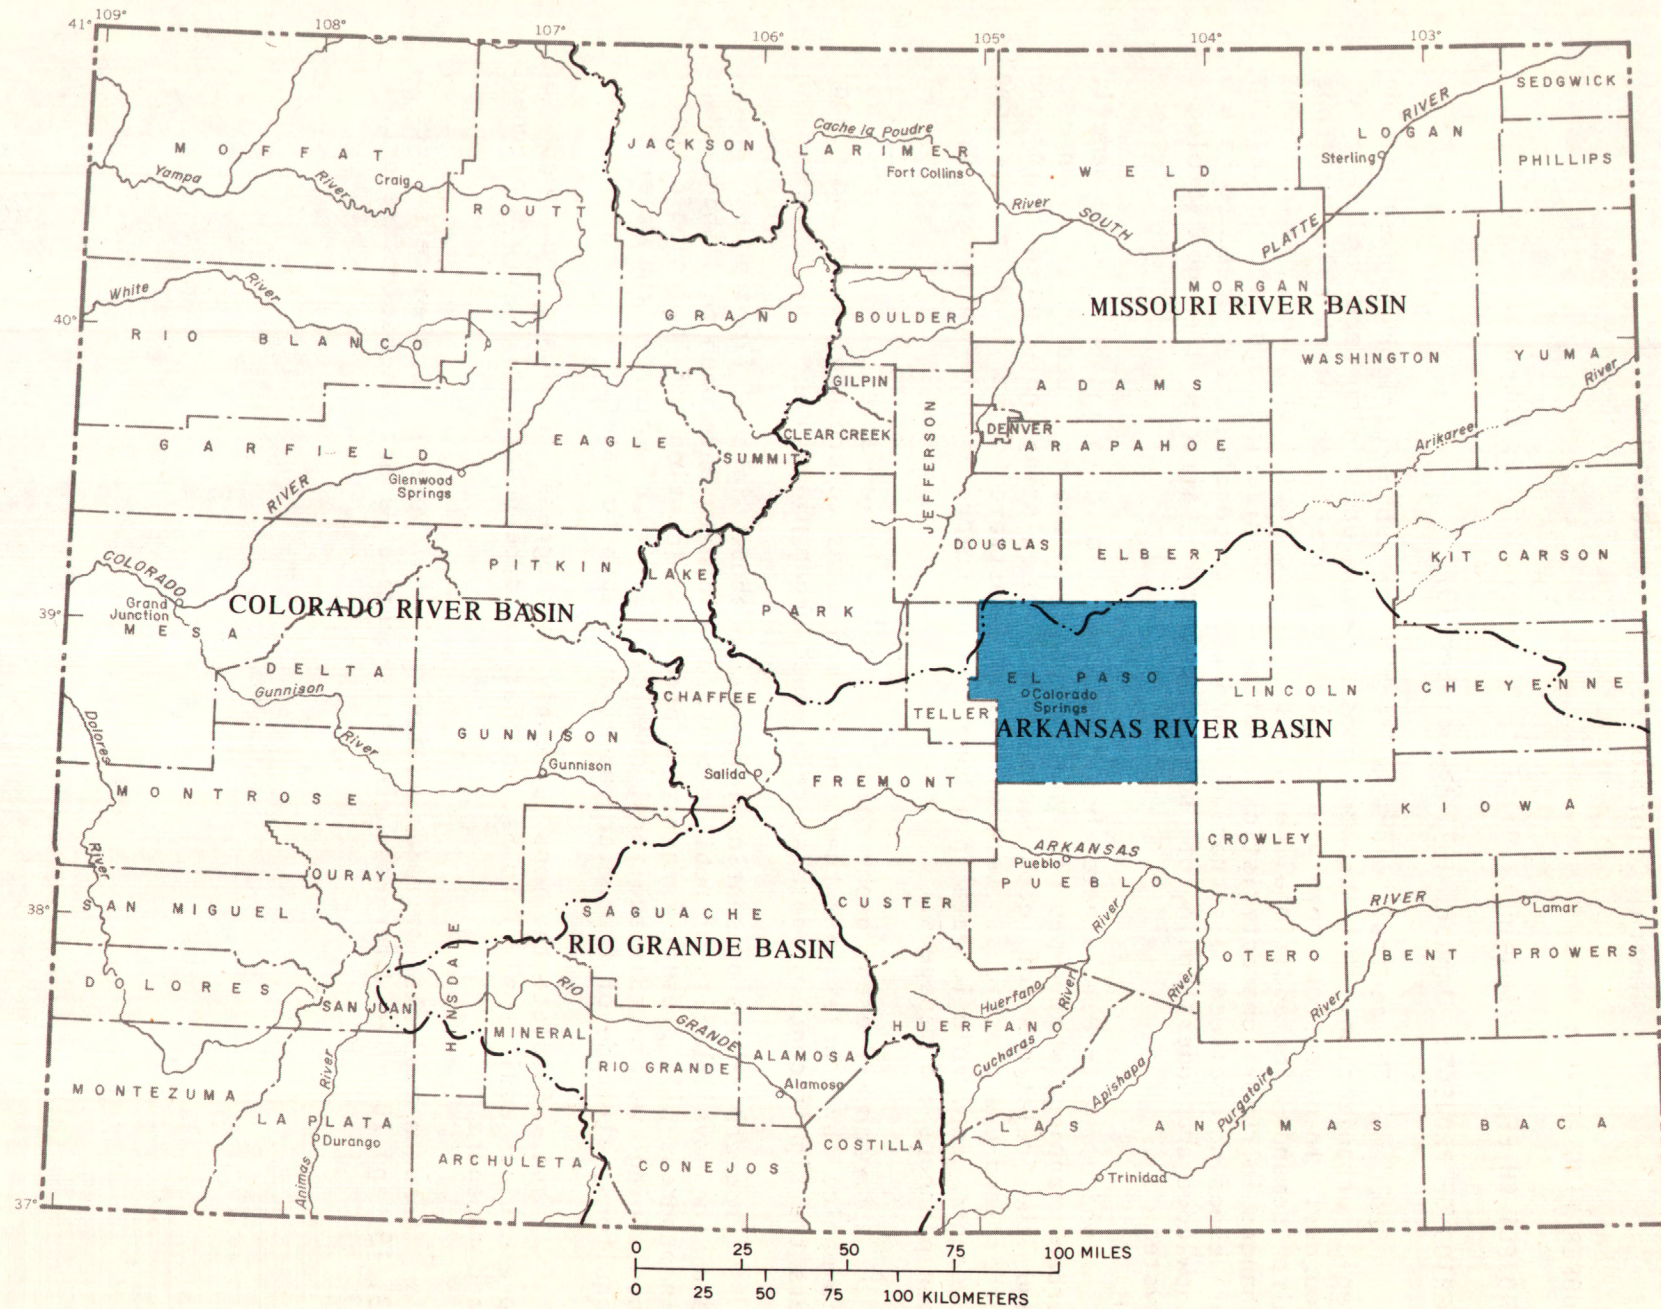 41° 109° 108° 107° 106° 105° 104° 103°
SEDGWICK
RIVER
LOGAN
Sterling
PHILLIPS
JACKSON
Cache la Poudre
LARIMER
Fort Collins
WELD
MOFFAT
Yampa River
Craig
ROUTT
River
SOUTH PLATTE
MORGAN
MISSOURI RIVER BASIN
White River
40°
RIO BLANCO
GRAND
BOULDER
WASHINGTON
YUMA
River
GILPIN
ADAMS
JEFFERSON
DENVER
Arikaree
CLEAR CREEK
ARAPAHOE
GARFIELD
EAGLE
SUMMIT
Glenwood
Springs
RIVER
DOUGLAS
ELBERT
KIT CARSON
COLORADO
PITKIN
LAKE
PARK
Grand
Junction
39°
COLORADO RIVER BASIN
MESA
DELTA
Gunnison
River
CHAFFEE
EL PASO
Colorado
Springs
LINCOLN
CHEYENNE
TELLER
ARKANSAS RIVER BASIN
Dolores
River
GUNNISON
Gunnison
Salida
FREMONT
MONTROSE
KIOWA
CROWLEY
ARKANSAS
Pueblo
PUEBLO
OURAY
SAN MIGUEL
38°
SAGUACHE
CUSTER
River
RIVER
Lamar
HINSDALE
RIO GRANDE BASIN
OTERO
BENT
PROWERS
DOLORES
SAN JUAN
RIO
GRANDE
Huerfano
River
River
River
HUERFANO
Cucharas
MINERAL
RIO GRANDE
ALAMOSA
Alamosa
Apishapa
Purgatoire
MONTEZUMA
River
LA PLATA
Durango
Animas
ARCHULETA
CONEJOS
COSTILLA
LAS ANIMAS
Trinidad
BACA
37°
0 25 50 75 100 MILES
0 25 50 75 100 KILOMETERS